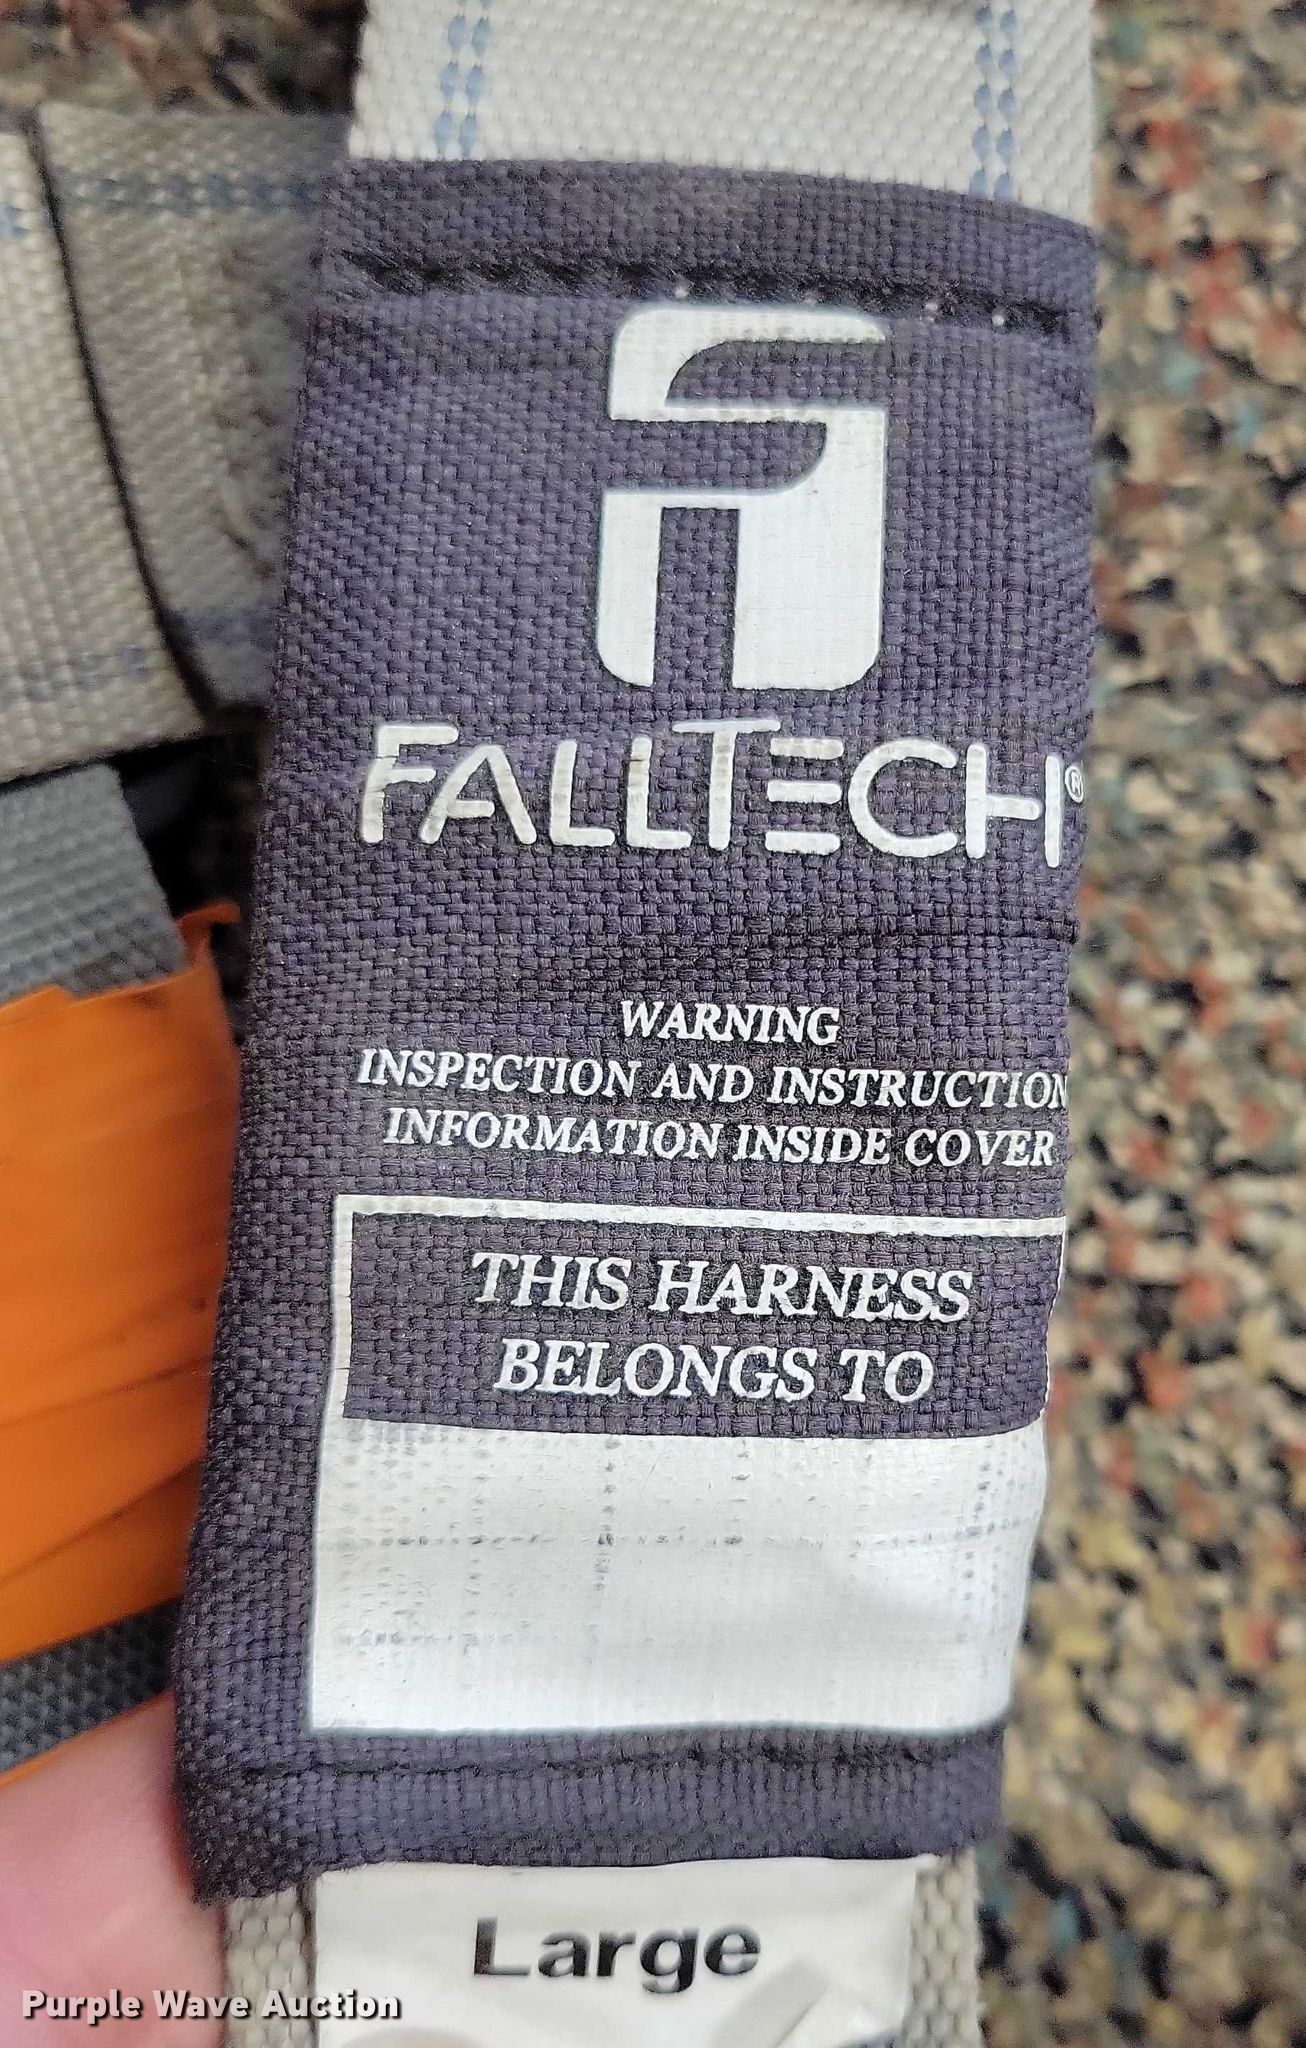 FALLTECH®
WARNING
INSPECTION AND INSTRUCTION
INFORMATION INSIDE COVER
THIS HARNESS
BELONGS TO
Large
Purple Wave Auction